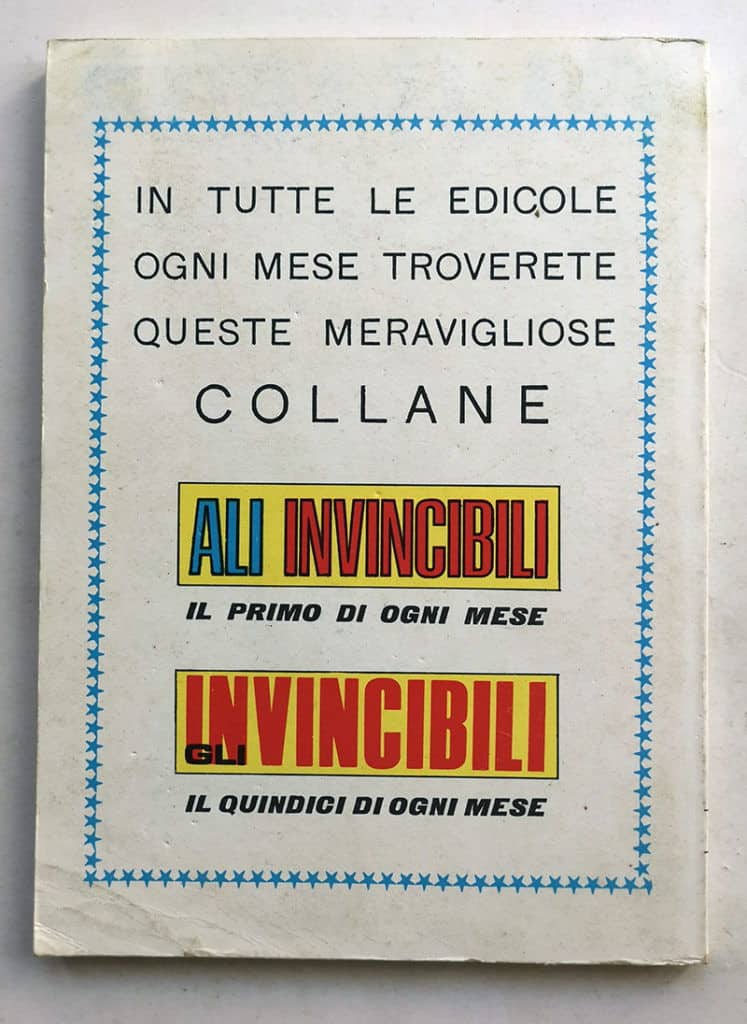 IN TUTTE LE EDICOLE
OGNI MESE TROVERETE
QUESTE MERAVIGLIOSE
COLLANE
ALI INVINCIBILI
IL PRIMO DI OGNI MESE
GLI INVINCIBILI
IL QUINDICI DI OGNI MESE